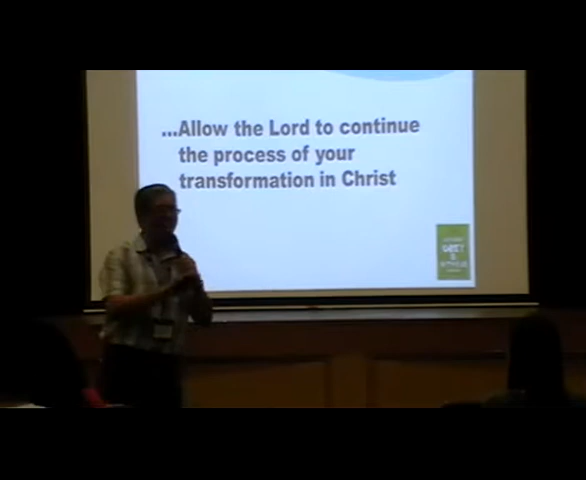 ...Allow the Lord to continue
the process of your
transformation in Christ